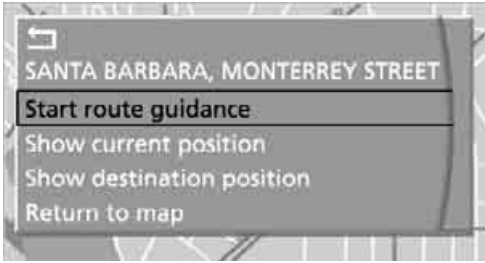 SANTA BARBARA, MONTERREY STREET
Start route guidance
Show current position
Show destination position
Return to map